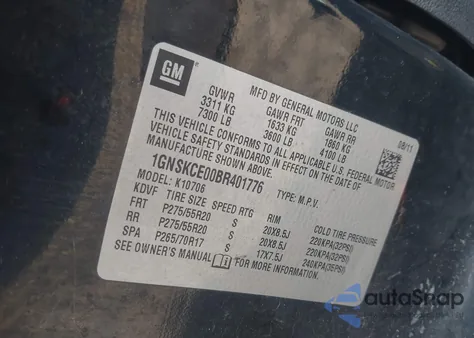 GM
MFD BY GENERAL MOTORS LLC
GVWR GAWR FRT GAWR RR
3311 KG 1633 KG 1860 KG
7300 LB 3600 LB 4100 LB
08/11
THIS VEHICLE CONFORMS TO ALL APPLICABLE U.S. FEDERAL MOTOR
VEHICLE SAFETY STANDARDS IN EFFECT ON THE DATE OF
MANUFACTURE SHOWN ABOVE.
1GNSKCE00BR401776 TYPE: M.P.V.
MODEL: K10706
KDVF TIRE SIZE SPEED RTG RIM COLD TIRE PRESSURE
FRT P275/55R20 S 20X8.5J 220KPA(32PSI)
RR P275/55R20 S 20X8.5J 220KPA(32PSI)
SPA P265/70R17 S 17X7.5J 240KPA(35PSI)
SEE OWNER'S MANUAL FOR MORE INFORMATION.
autoSnap